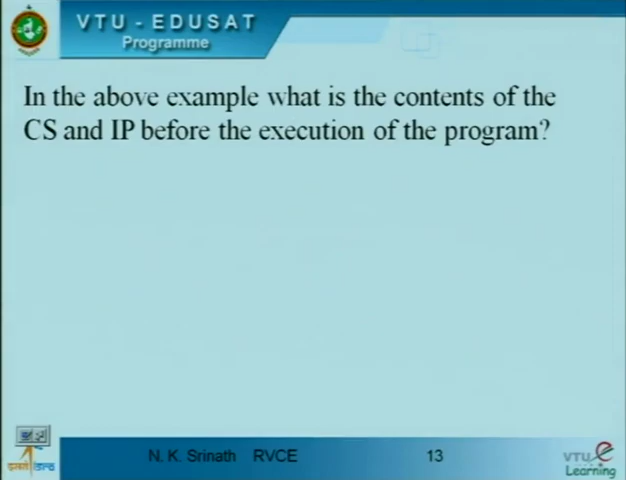 VTU - EDUSAT
Programme
In the above example what is the contents of the
CS and IP before the execution of the program?
N. K. Srinath RVCE
13
VTU e
Learning